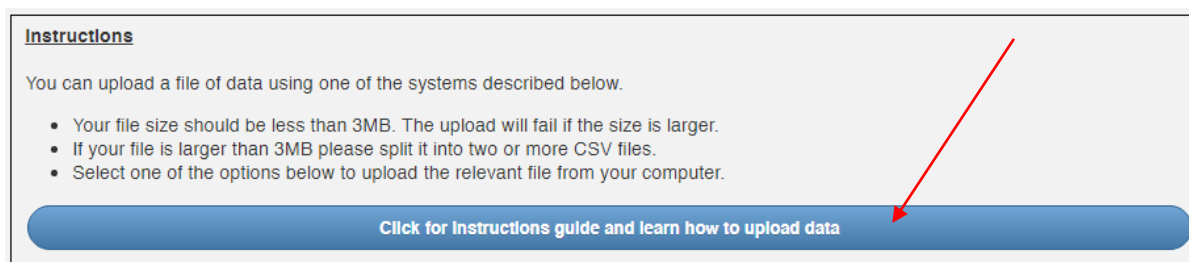 Instructions
You can upload a file of data using one of the systems described below.
• Your file size should be less than 3MB. The upload will fail if the size is larger.
• If your file is larger than 3MB please split it into two or more CSV files.
• Select one of the options below to upload the relevant file from your computer.
Click for Instructions guide and learn how to upload data